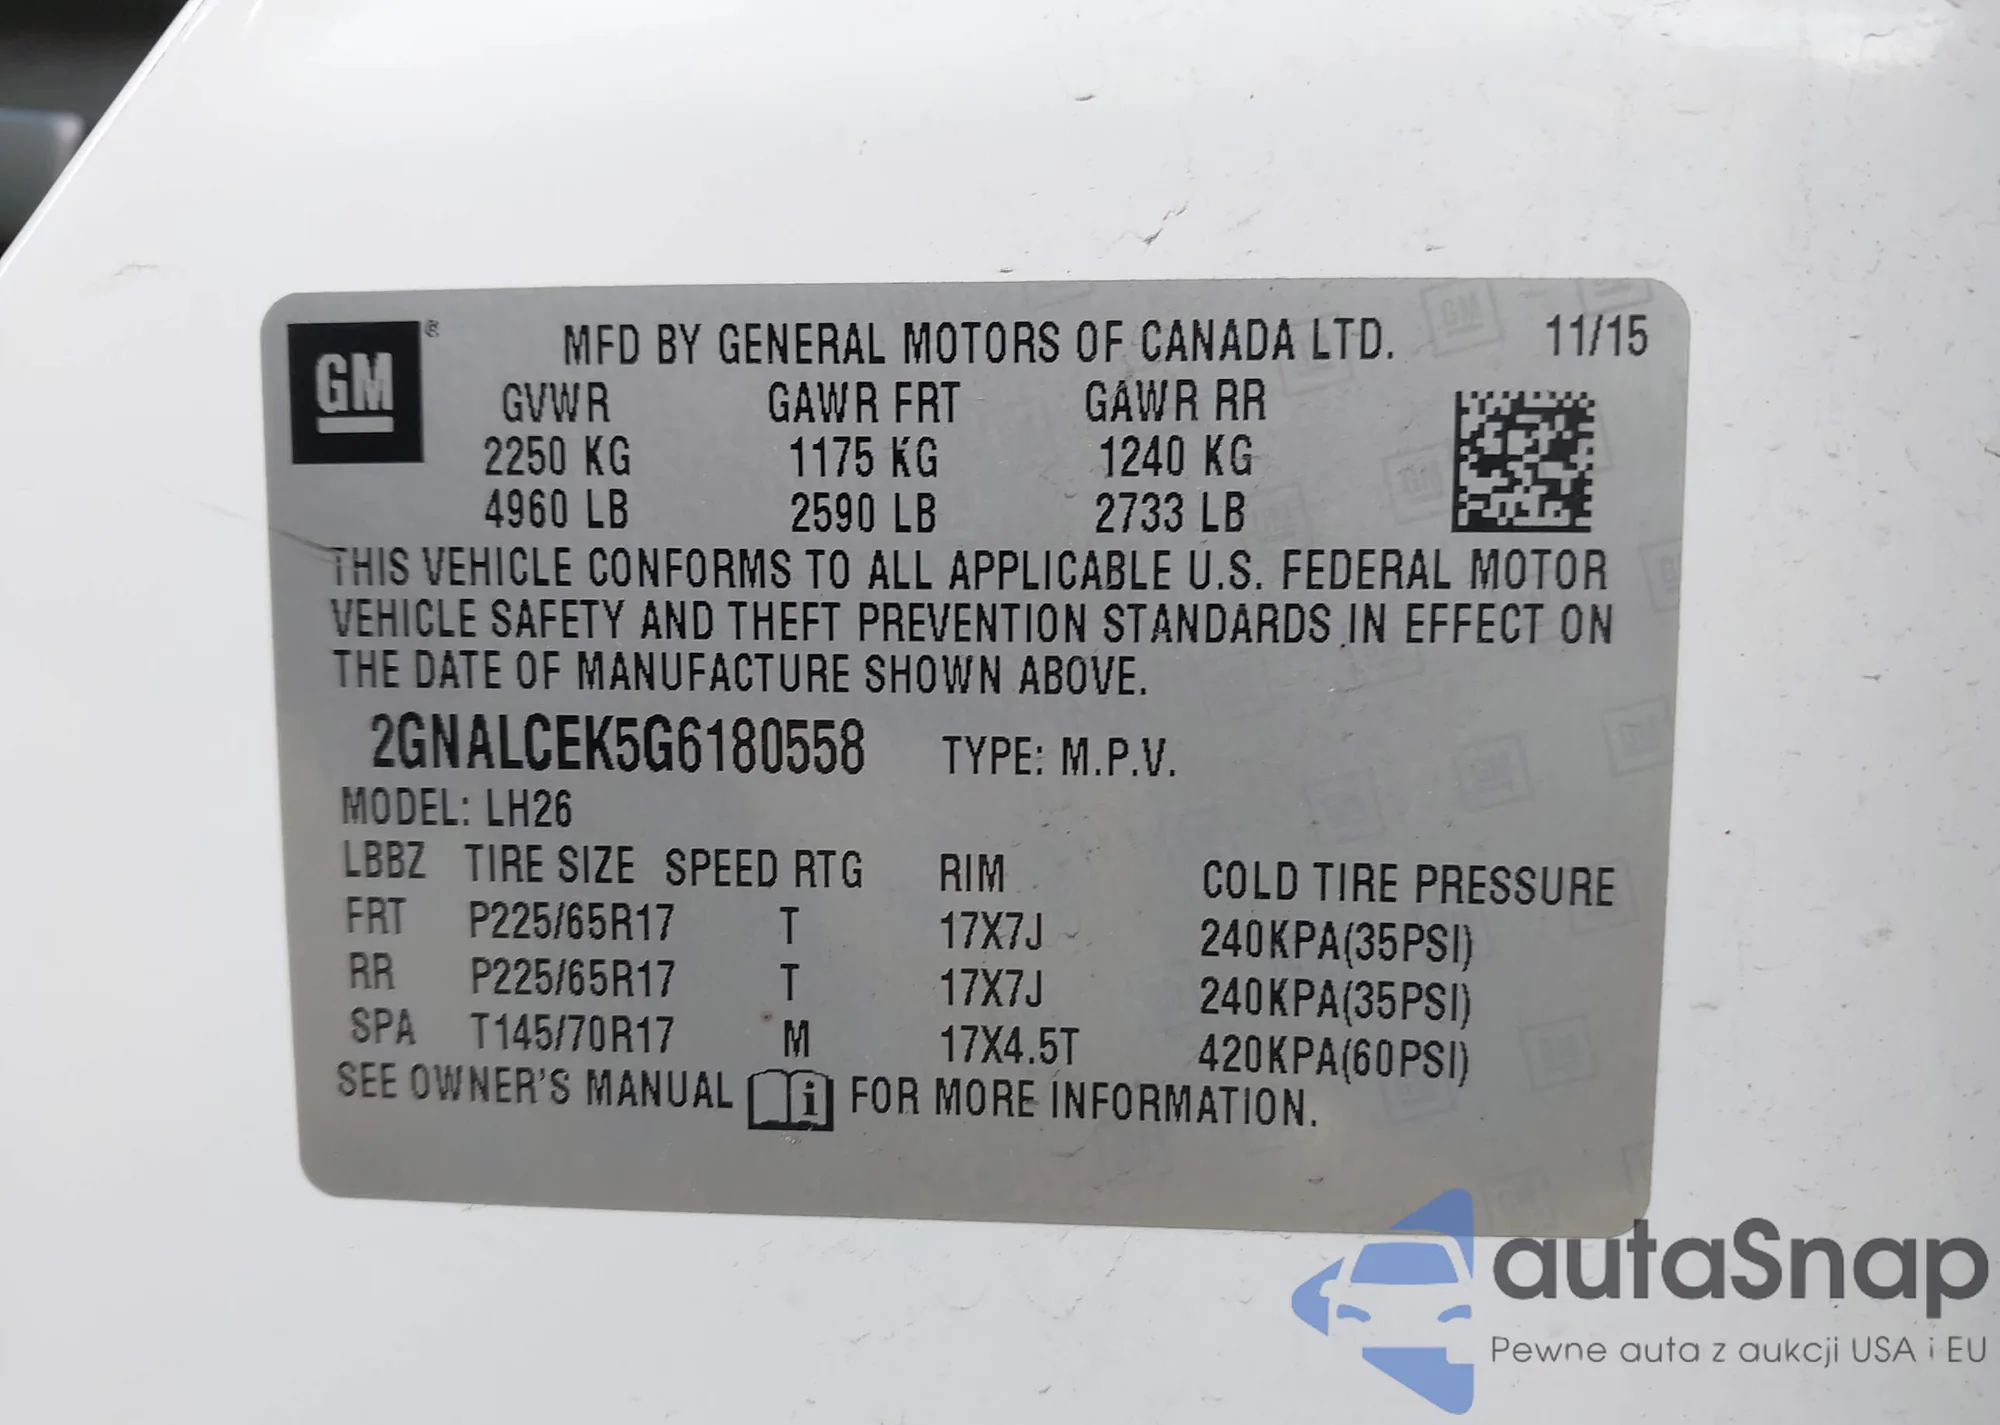 GM ®
MFD BY GENERAL MOTORS OF CANADA LTD. 11/15
GVWR GAWR FRT GAWR RR
2250 KG 1175 KG 1240 KG
4960 LB 2590 LB 2733 LB
THIS VEHICLE CONFORMS TO ALL APPLICABLE U.S. FEDERAL MOTOR
VEHICLE SAFETY AND THEFT PREVENTION STANDARDS IN EFFECT ON
THE DATE OF MANUFACTURE SHOWN ABOVE.
2GNALCEK5G6180558 TYPE: M.P.V.
MODEL: LH26
LBBZ TIRE SIZE SPEED RTG RIM COLD TIRE PRESSURE
FRT P225/65R17 T 17X7J 240KPA(35PSI)
RR P225/65R17 T 17X7J 240KPA(35PSI)
SPA T145/70R17 M 17X4.5T 420KPA(60PSI)
SEE OWNER'S MANUAL i FOR MORE INFORMATION.
autaSnap
Pewne auta z aukcji USA i EU